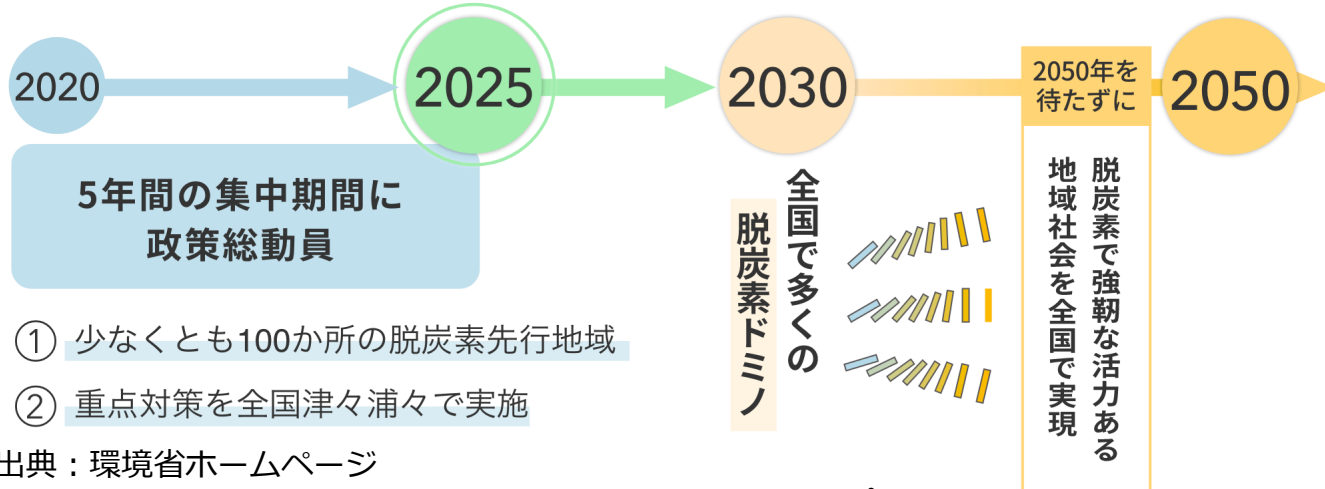 2020
2025
2030
2050年を
待たずに
2050
5年間の集中期間に
政策総動員
① 少なくとも100か所の脱炭素先行地域
② 重点対策を全国津々浦々で実施
全国で多くの
脱炭素ドミノ
脱炭素で強靭な活力ある
地域社会を全国で実現
出典：環境省ホームページ